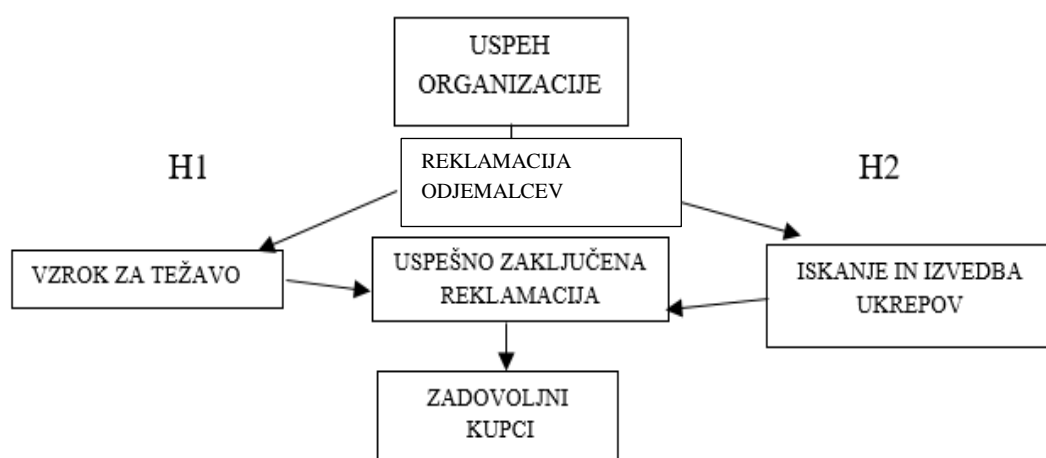 USPEH
ORGANIZACIJE
H1
REKLAMACIJA
ODJEMALCEV
H2
VZROK ZA TEŽAVO
USPEŠNO ZAKLJUČENA
REKLAMACIJA
ISKANJE IN IZVEDBA
UKREPOV
ZADOVOLJNI
KUPCI